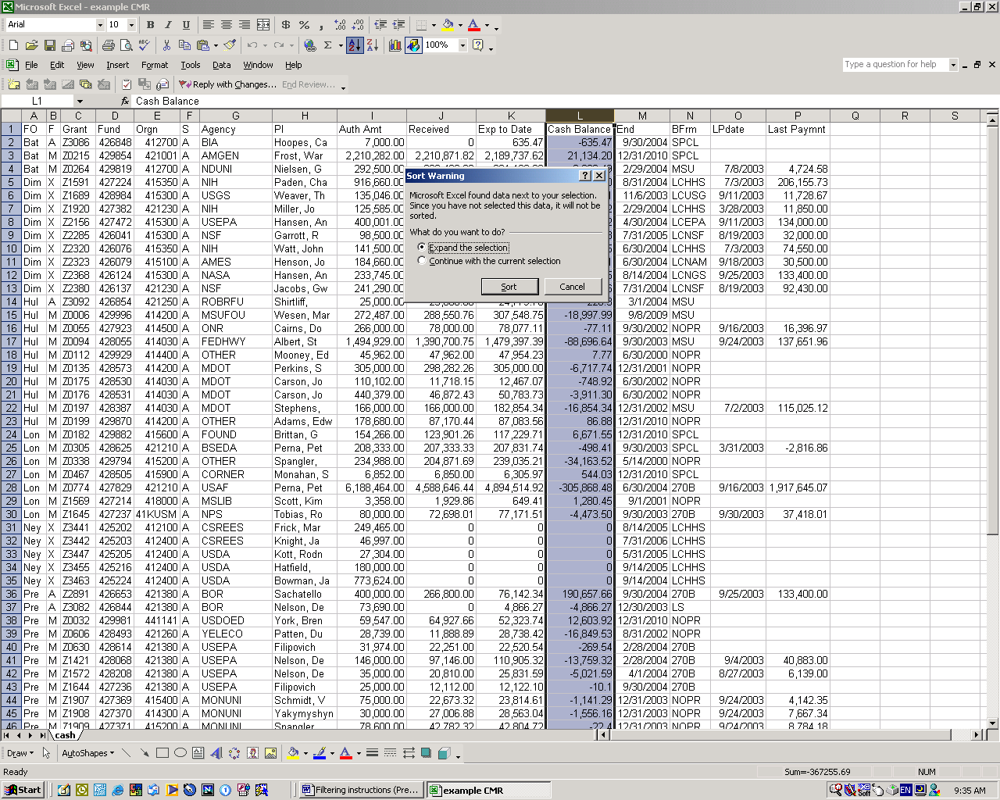 Microsoft Excel - example CMR
Arial 10 B I U $ % ,
100%
File Edit View Insert Format Tools Data Window Help Type a question for help
Reply with Changes... End Review...
L1 fx Cash Balance
A B C D E F G H I J K L M N O P Q R S
1 FO F Grant Fund Orgn S Agency PI Auth Amt Received Exp to Date Cash Balance End BFrm LPdate Last Paymnt
2 Bat A Z3086 426848 412700 A BIA Hoopes, Ca 7,000.00 0 635.47 -635.47 9/30/2004 SPCL
3 Bat M Z0215 429854 421001 A AMGEN Frost, War 2,210,282.00 2,210,871.82 2,189,737.62 21,134.20 12/31/2010 SPCL
4 Bat M Z0264 429819 412700 A NDUNI Nielsen, G 292,500.00 2/29/2004 MSU 7/8/2003 4,724.58
5 Dim X Z1591 427224 415350 A NIH Paden, Cha 916,660.00 8/31/2004 LCHHS 7/3/2003 206,155.73
6 Dim X Z1689 428984 415300 A USGS Weaver, Th 135,046.00 11/6/2003 LCUSG 9/11/2003 11,728.67
7 Dim X Z1920 427382 421230 A NIH Miller, Jo 125,585.00 2/29/2004 LCHHS 3/28/2003 11,850.00
8 Dim X Z2156 427472 415300 A USEPA Hansen, An 400,001.00 4/30/2004 LCEPA 9/11/2003 134,000.00
9 Dim X Z2285 426041 415300 A NSF Garrott, R 98,500.00 7/31/2005 LCNSF 8/19/2003 32,000.00
10 Dim X Z2320 426076 415350 A NIH Watt, John 141,500.00 6/30/2004 LCHHS 7/3/2003 74,550.00
11 Dim X Z2323 426079 415100 A AMES Henson, Jo 184,660.00 6/30/2004 LCNAM 9/18/2003 30,500.00
12 Dim X Z2368 426124 415300 A NASA Hansen, An 233,745.00 8/14/2004 LCNGS 9/25/2003 133,400.00
13 Dim X Z2380 426137 421230 A NSF Jacobs, Gw 241,290.00 7/31/2004 LCNSF 8/19/2003 92,430.00
Sort Warning
Microsoft Excel found data next to your selection.
Since you have not selected this data, it will not be
sorted.
What do you want to do?
Expand the selection
Continue with the current selection
Sort Cancel
14 Hul A Z3092 426854 421250 A ROBRFU Shirtliff, 25,000.00 3/1/2004 MSU
15 Hul M Z0006 429996 414200 A MSUFOU Wesen, Mar 272,487.00 288,550.76 307,548.75 -18,997.99 9/8/2009 MSU
16 Hul M Z0055 427923 414500 A ONR Cairns, Do 266,000.00 78,000.00 78,077.11 -77.11 9/30/2002 NOPR 9/16/2003 16,396.97
17 Hul M Z0094 428055 414030 A FEDHWY Albert, St 1,494,929.00 1,390,700.75 1,479,397.39 -88,696.64 9/30/2003 MSU 9/24/2003 137,651.96
18 Hul M Z0112 429929 414400 A OTHER Mooney, Ed 45,962.00 47,962.00 47,954.23 7.77 6/30/2000 NOPR
19 Hul M Z0135 428573 414200 A MDOT Perkins, S 305,000.00 298,282.26 305,000.00 -6,717.74 12/31/2001 NOPR
20 Hul M Z0175 428530 414030 A MDOT Carson, Jo 110,102.00 11,718.15 12,467.07 -748.92 6/30/2002 NOPR
21 Hul M Z0176 428531 414030 A MDOT Carson, Jo 440,379.00 46,872.43 50,783.73 -3,911.30 6/30/2002 NOPR
22 Hul M Z0197 428387 414030 A MDOT Stephens, 166,000.00 166,000.00 182,854.34 -16,854.34 12/31/2002 MSU 7/2/2003 115,025.12
23 Hul M Z0199 429870 414200 A OTHER Adams, Edw 178,680.00 87,170.44 87,083.56 86.88 12/31/2010 NOPR
24 Lon M Z0182 429882 415600 A FOUND Brittan, G 154,266.00 123,901.26 117,229.71 6,671.55 12/31/2010 SPCL
25 Lon M Z0305 428625 421210 A BSEDA Perna, Pet 208,333.00 207,333.33 207,831.74 -498.41 9/30/2003 SPCL 3/31/2003 -2,816.86
26 Lon M Z0338 429794 415200 A OTHER Spangler, 234,988.00 204,871.69 239,035.21 -34,163.52 5/14/2000 NOPR
27 Lon M Z0467 428505 415900 A CORNER Monahan, S 6,852.00 6,850.00 6,305.97 544.03 12/31/2010 SPCL
28 Lon M Z0774 427829 421210 A USAF Perna, Pet 6,188,464.00 4,588,646.44 4,894,514.92 -305,868.48 6/30/2004 270B 9/16/2003 1,917,645.07
29 Lon M Z1569 427214 418000 A MSLIB Scott, Kim 3,358.00 1,929.86 649.41 1,280.45 9/1/2001 NOPR
30 Lon M Z1645 427237 41KUSM A NPS Tobias, Ro 80,000.00 72,698.01 77,171.51 -4,473.50 9/30/2003 270B 9/30/2003 37,418.01
31 Ney X Z3441 425202 412100 A CSREES Frick, Mar 249,465.00 0 0 0 8/14/2005 LCHHS
32 Ney X Z3442 425203 412400 A CSREES Knight, Ja 46,997.00 0 0 0 7/31/2006 LCHHS
33 Ney X Z3447 425205 412400 A USDA Kott, Rodn 27,304.00 0 0 0 5/31/2005 LCHHS
34 Ney X Z3455 425216 412400 A USDA Hatfield, 180,000.00 0 0 0 9/14/2005 LCHHS
35 Ney X Z3463 425224 412400 A USDA Bowman, Ja 773,624.00 0 0 0 9/14/2004 LCHHS
36 Pre A Z2891 426653 421380 A BOR Sachatello 400,000.00 266,800.00 76,142.34 190,657.66 9/30/2004 270B 9/25/2003 133,400.00
37 Pre A Z3082 426844 421380 A BOR Nelson, De 73,690.00 0 4,866.27 -4,866.27 12/30/2003 LS
38 Pre M Z0032 429981 441141 A USDOED York, Bren 59,547.00 64,927.66 52,323.74 12,603.92 12/31/2010 NOPR
39 Pre M Z0606 428493 421260 A YELECO Patten, Du 28,739.00 11,888.89 28,738.42 -16,849.53 8/31/2002 NOPR
40 Pre M Z0630 428614 421380 A USEPA Filipovich 31,974.00 22,251.00 22,520.54 -269.54 2/28/2004 270B
41 Pre M Z1421 428068 421380 A USEPA Nelson, De 146,000.00 97,146.00 110,905.32 -13,759.32 2/28/2004 270B 9/4/2003 40,883.00
42 Pre M Z1572 428208 421380 A USEPA Nelson, De 35,000.00 20,810.00 25,831.59 -5,021.59 4/1/2004 270B 8/27/2003 6,139.00
43 Pre M Z1644 427236 421380 A USEPA Filipovich 25,000.00 12,112.00 12,122.10 -10.1 9/30/2004 270B
44 Pre M Z1907 427369 415400 A MONUNI Schmidt, V 75,000.00 22,673.32 23,814.61 -1,141.29 12/31/2003 NOPR 9/24/2003 4,142.35
45 Pre M Z1908 427370 414300 A MONUNI Yakymyshyn 30,000.00 27,006.88 28,563.04 -1,556.16 12/31/2003 NOPR 9/24/2003 7,667.34
46 Pre M Z1909 427371 415200 A MONUNI Spangler 78,600.00 42,782.32 42,804.72 -22.4 12/31/2003 NOPR 9/24/2003 8,784.18
cash
Draw AutoShapes
Ready Sum=-367255.69 NUM
Start Filtering instructions (Pre... example CMR EN 9:35 AM